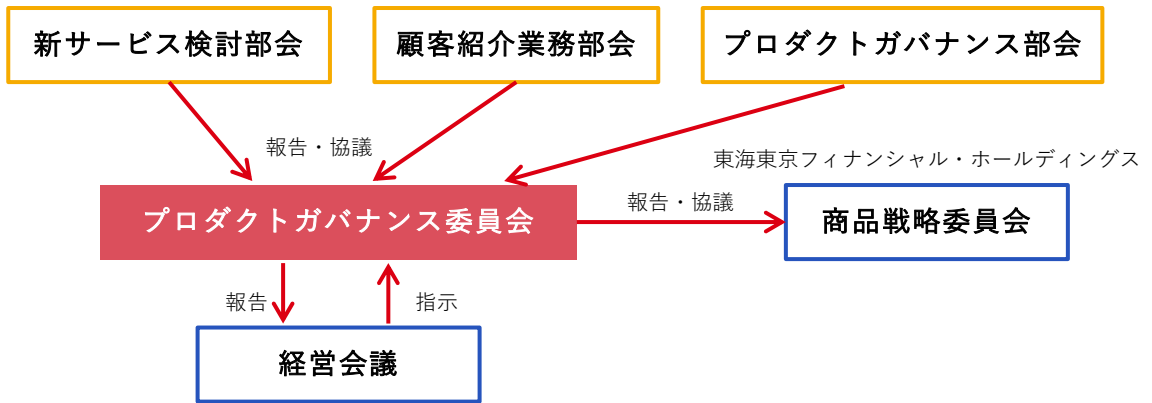 新サービス検討部会
顧客紹介業務部会
プロダクトガバナンス部会
報告・協議
東海東京フィナンシャル・ホールディングス
プロダクトガバナンス委員会
報告・協議
商品戦略委員会
報告
指示
経営会議